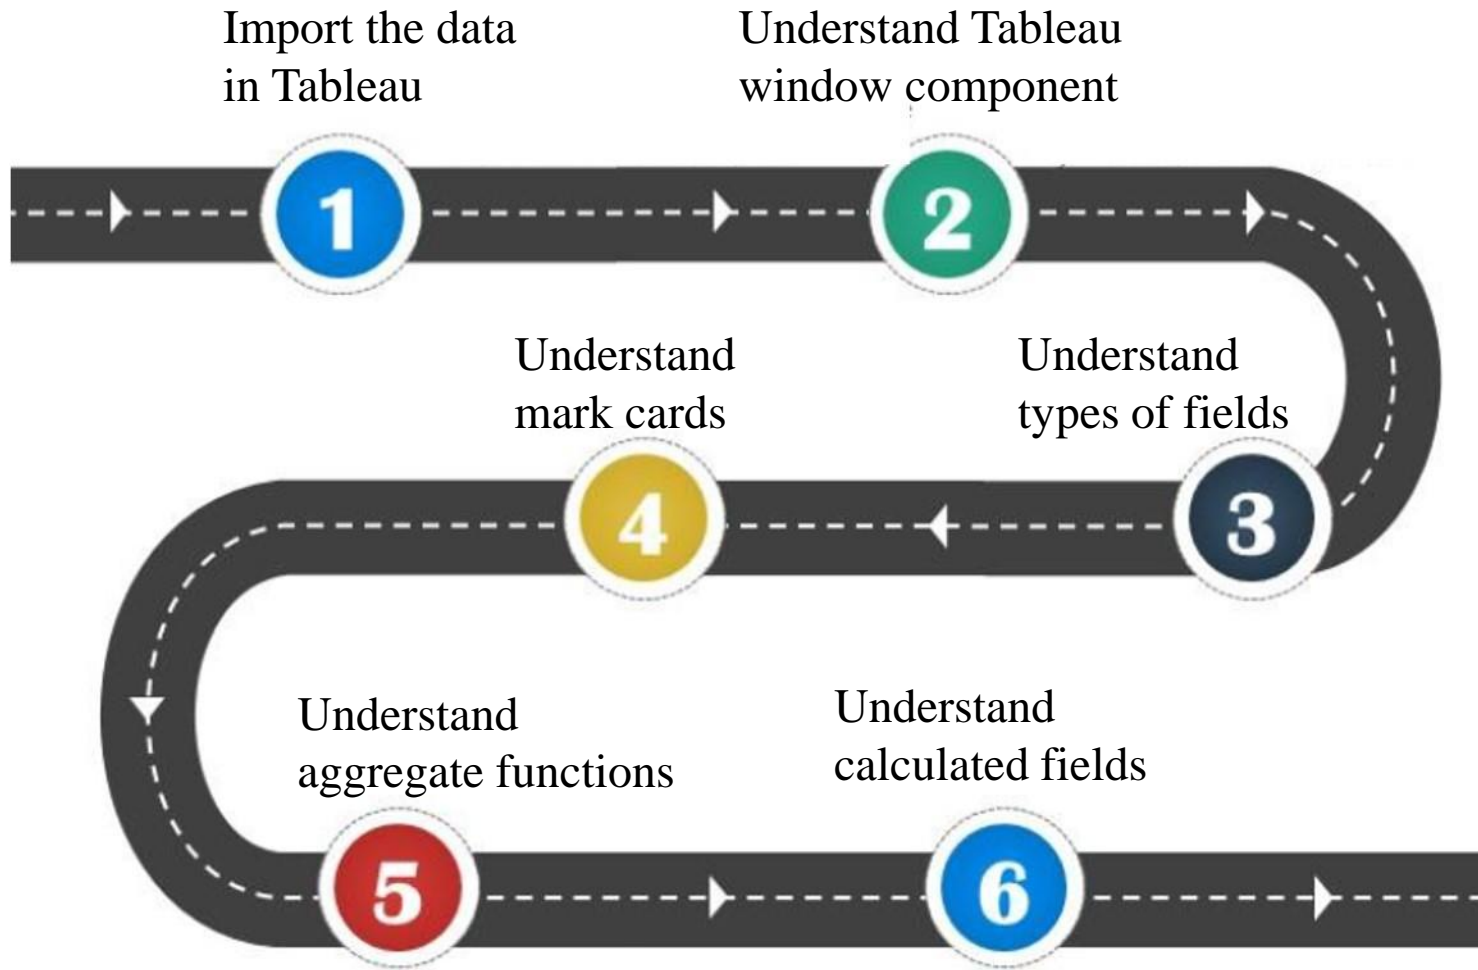 Import the data
in Tableau
1
Understand Tableau
window component
2
Understand
types of fields
3
Understand
mark cards
4
Understand
aggregate functions
5
Understand
calculated fields
6